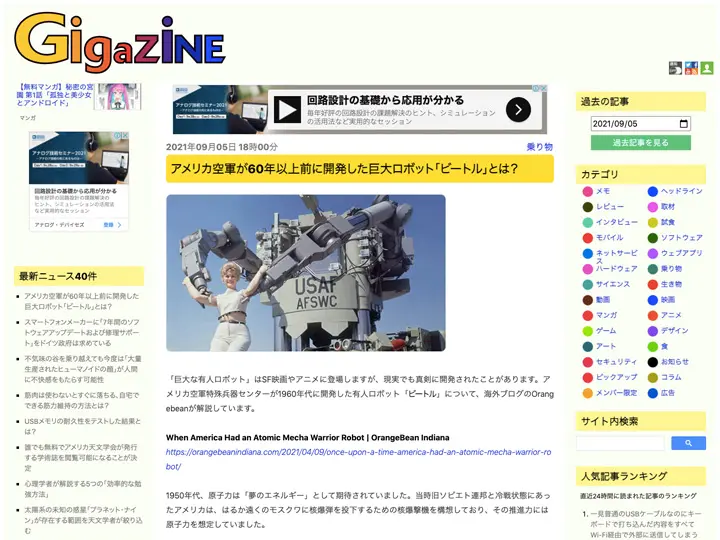 GigaZiNE
【無料マンガ】秘密の宮
園 第1話「孤独と美少女
とアンドロイド」
マンガ
回路設計の基礎から応用が分かる
毎年好評の回路設計の課題解決の
ヒント、シミュレーションの活用法な
ど実用的なセッション
アナログ・デバイセズ
登録
最新ニュース40件
アメリカ空軍が60年以上前に開発した
巨大ロボット「ビートル」とは?
スマートフォンメーカーに「7年間のソフ
トウェアアップデートおよび修理サポー
ト」をドイツ政府は求めている
不気味の谷を乗り越えても今度は「大量
生産されたヒューマノイドの顔」が人間
に不快感をもたらす可能性
筋肉は使わないとすぐに落ちる、自宅で
できる筋力維持の方法とは?
USBメモリの耐久性をテストした結果と
は?
誰でも無料でアメリカ天文学会が発行
する学術誌を閲覧可能になることが決
定
心理学者が解説する5つの「効率的な勉
強方法」
太陽系の未知の惑星「プラネット・ナイ
ン」が存在する範囲を天文学者が絞り込
む
アナログ技術セミナー2021
回路設計の基礎から応用が分かる
毎年好評の回路設計の課題解決のヒント、シミュレーション
の活用法など実用的なセッション
2021年09月05日 18時00分
乗り物
アメリカ空軍が60年以上前に開発した巨大ロボット「ビートル」とは?
USAF
AFSWC
「巨大な有人ロボット」はSF映画やアニメに登場しますが、現実でも真剣に開発されたことがあります。ア
メリカ空軍特殊兵器センターが1960年代に開発した有人ロボット「ビートル」について、海外ブログのOrang
ebeanが解説しています。
When America Had an Atomic Mecha Warrior Robot | OrangeBean Indiana
https://orangebeanindiana.com/2021/04/09/once-upon-a-time-america-had-an-atomic-mecha-warrior-ro
bot/
1950年代、原子力は「夢のエネルギー」として期待されていました。当時旧ソビエト連邦と冷戦状態にあっ
たアメリカは、はるか遠くのモスクワに核爆弾を投下するための核爆撃機を構想しており、その推進力には
原子力を想定していました。
過去の記事
2021/09/05
過去記事を見る
カテゴリ
メモ
ヘッドライン
レビュー
取材
インタビュー
試食
モバイル
ソフトウェア
ネットサービ
ス
ウェブアプリ
ハードウェア
乗り物
サイエンス
生き物
動画
映画
マンガ
アニメ
ゲーム
デザイン
アート
食
セキュリティ
お知らせ
ピックアップ
コラム
メンバー限定
広告
サイト内検索
人気記事ランキング
直近24時間に読まれた記事のランキング
1. 一見普通のUSBケーブルなのにキー
ボードで打ち込んだ内容をすべて
Wi-Fi経由で外部に送信してしまう